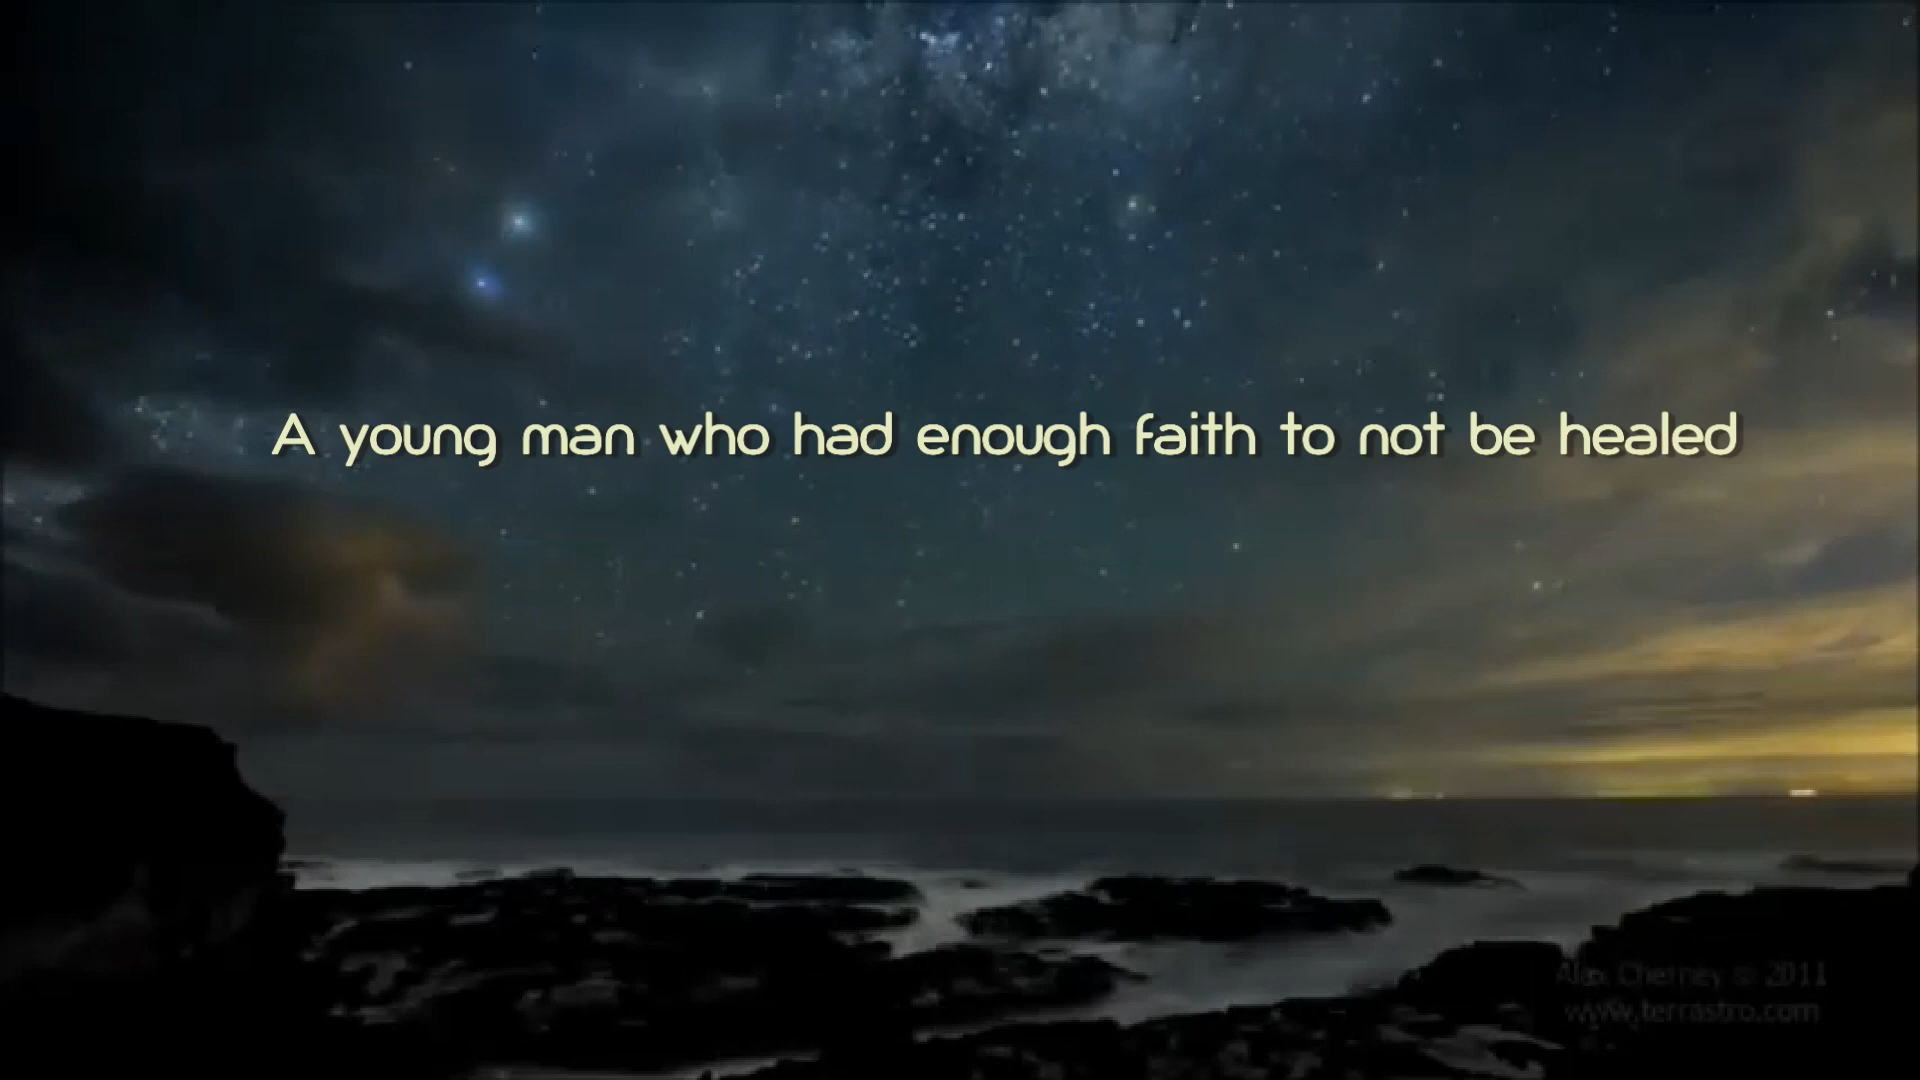 A young man who had enough faith to not be healed
Alex Cherney © 2011
www.terrastro.com